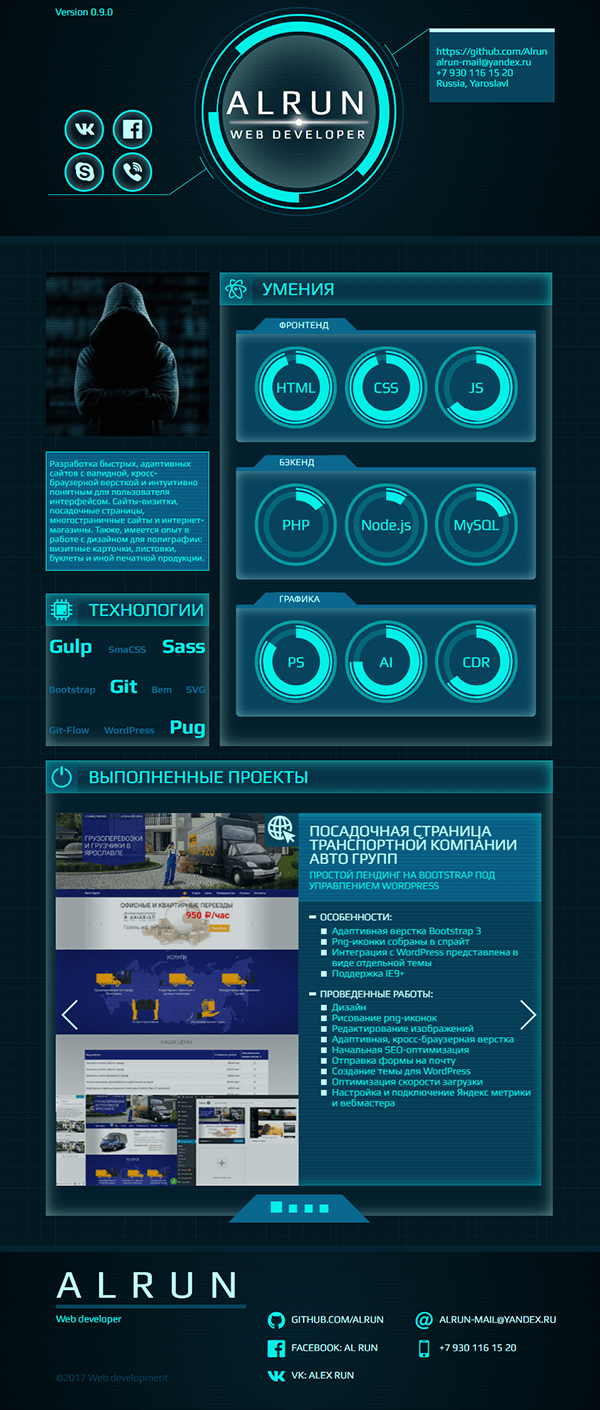 Version 0.9.0
https://github.com/Alrun
alrun-mail@yandex.ru
+7 930 116 15 20
Russia, Yaroslavl
ALRUN
WEB DEVELOPER
УМЕНИЯ
ФРОНТЕНД
HTML
CSS
JS
БЭКЕНД
PHP
Node.js
MySQL
ГРАФИКА
PS
AI
CDR
Разработка быстрых, адаптивных
сайтов с валидной, кросс-
браузерной версткой и интуитивно
понятным для пользователя
интерфейсом. Сайты-визитки,
посадочные страницы,
многостраничные сайты и интернет-
магазины. Также, имеется опыт в
работе с дизайном для полиграфии:
визитные карточки, листовки,
буклеты и иной печатной продукции.
ТЕХНОЛОГИИ
Gulp SmaCSS Sass
Bootstrap Git Bem SVG
Git-Flow WordPress Pug
ВЫПОЛНЕННЫЕ ПРОЕКТЫ
ГРУЗОПЕРЕВОЗКИ
И ГРУЗЧИКИ В
ЯРОСЛАВЛЕ
ОФИСНЫЕ И КВАРТИРНЫЕ ПЕРЕЕЗДЫ
950 ₽/час
УСЛУГИ
НАШИ ЦЕНЫ
ПОСАДОЧНАЯ СТРАНИЦА
ТРАНСПОРТНОЙ КОМПАНИИ
АВТО ГРУПП
ПРОСТОЙ ЛЕНДИНГ НА BOOTSTRAP ПОД
УПРАВЛЕНИЕМ WORDPRESS
ОСОБЕННОСТИ:
Адаптивная верстка Bootstrap 3
Png-иконки собраны в спрайт
Интеграция с WordPress представлена в
виде отдельной темы
Поддержка IE9+
ПРОВЕДЕННЫЕ РАБОТЫ:
Дизайн
Рисование png-иконок
Редактирование изображений
Адаптивная, кросс-браузерная верстка
Начальная SEO-оптимизация
Отправка формы на почту
Создание темы для WordPress
Оптимизация скорости загрузки
Настройка и подключение Яндекс метрики
и вебмастера
ALRUN
Web developer
©2017 Web development
GITHUB.COM/ALRUN
FACEBOOK: AL RUN
VK: ALEX RUN
ALRUN-MAIL@YANDEX.RU
+7 930 116 15 20